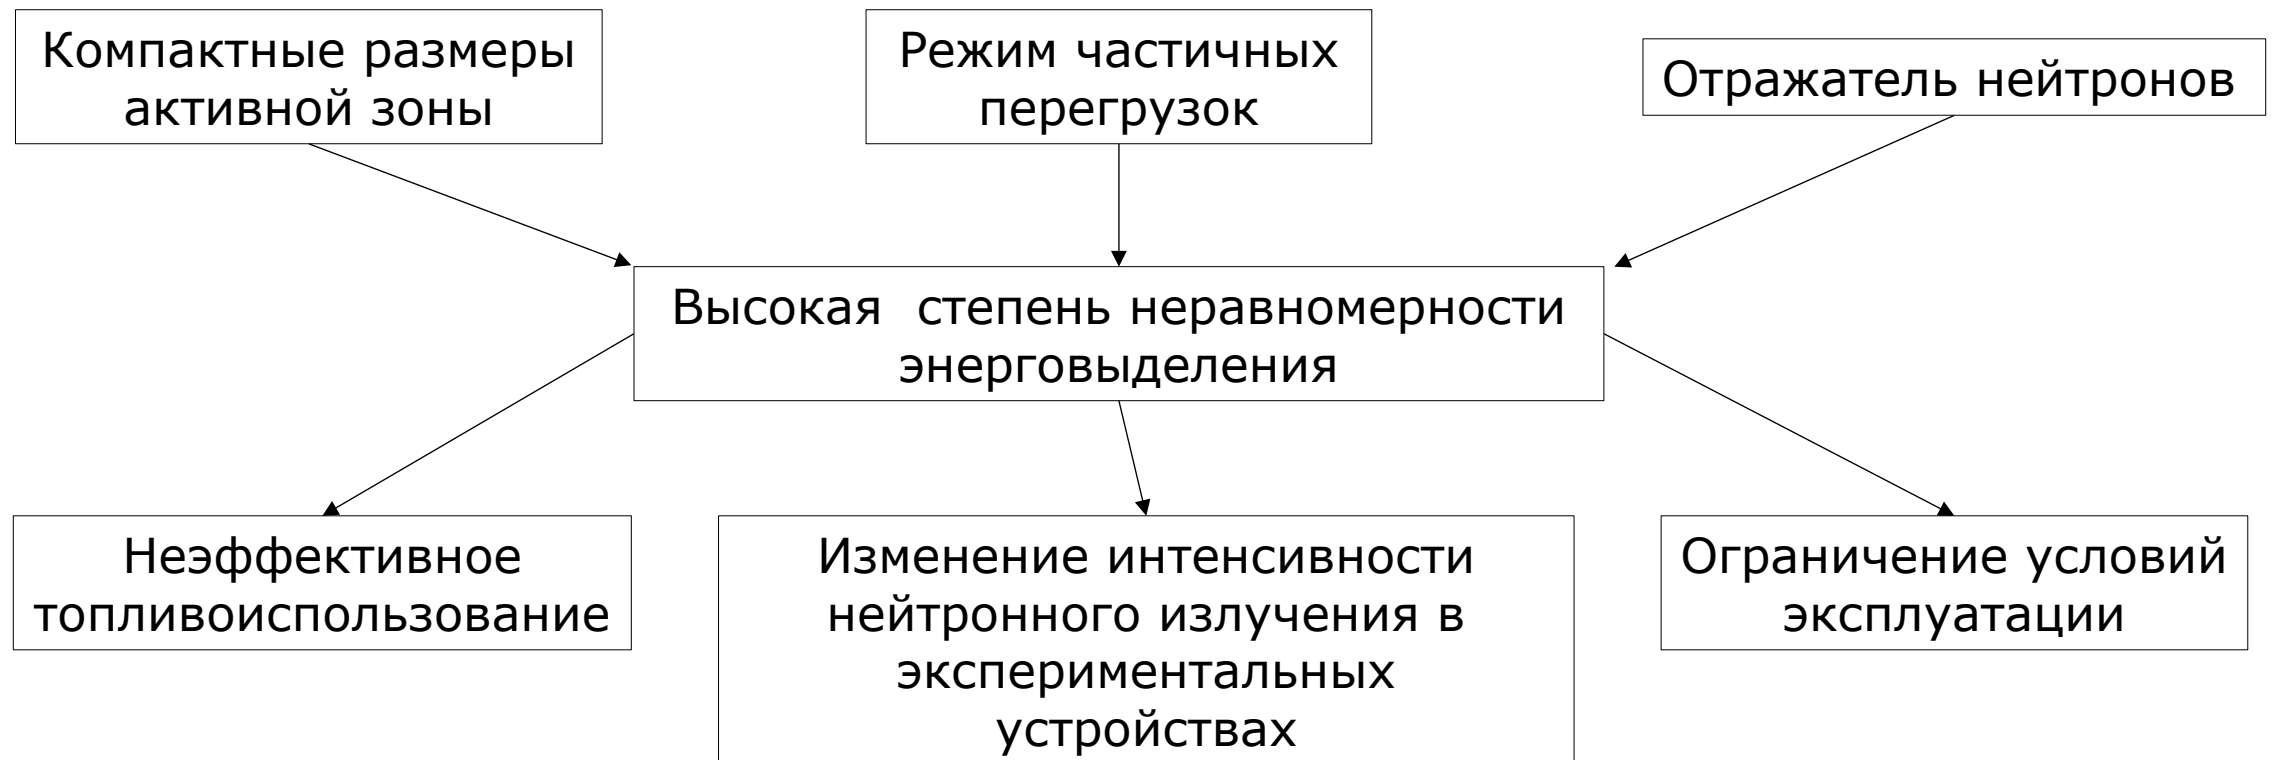 Компактные размеры
активной зоны
Режим частичных
перегрузок
Отражатель нейтронов
Высокая  степень неравномерности
энерговыделения
Неэффективное
топливоиспользование
Изменение интенсивности
нейтронного излучения в
экспериментальных
устройствах
Ограничение условий
эксплуатации